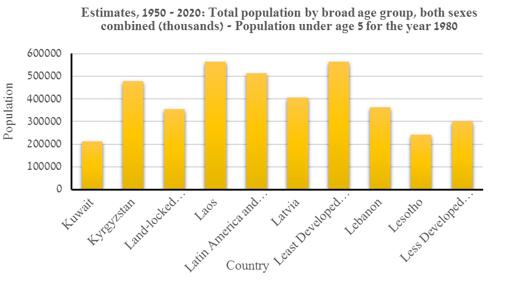 Estimates, 1950 - 2020: Total population by broad age group, both sexes
combined (thousands) - Population under age 5 for the year 1980
600000
500000
400000
300000
200000
100000
0
Population
Kuwait
Kyrgyzstan
Land-locked...
Laos
Latin America and...
Latvia
Least Developed...
Lebanon
Lesotho
Less Developed...
Country